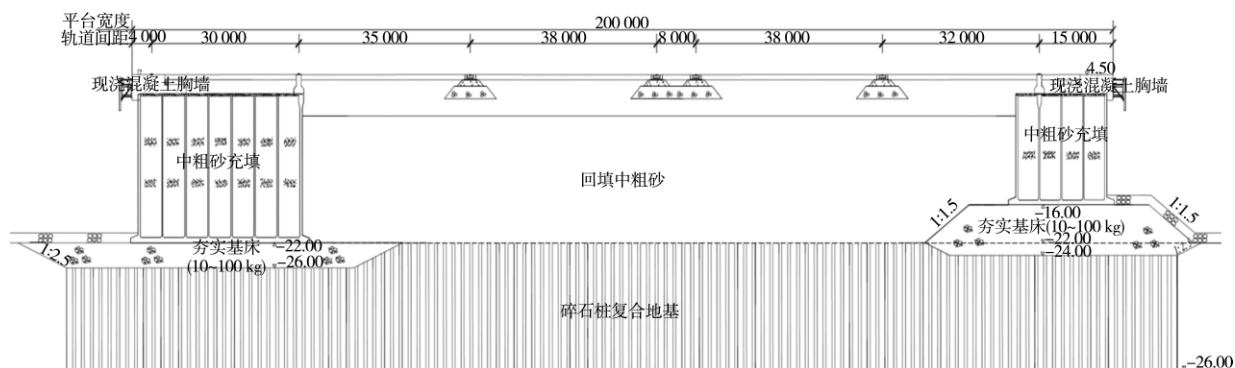 平台宽度
200 000
轨道间距
4 000
30 000
35 000
38 000
8 000
38 000
32 000
15 000
4.50
现浇混凝土胸墙
现浇混凝土胸墙
中粗砂充填
中粗砂充填
回填中粗砂
1:1.5
-16.00
1:1.5
夯实基床
(10~100 kg)
-22.00
-26.00
1:2.5
夯实基床(10~100 kg)
-22.00
-24.00
碎石桩复合地基
-26.00